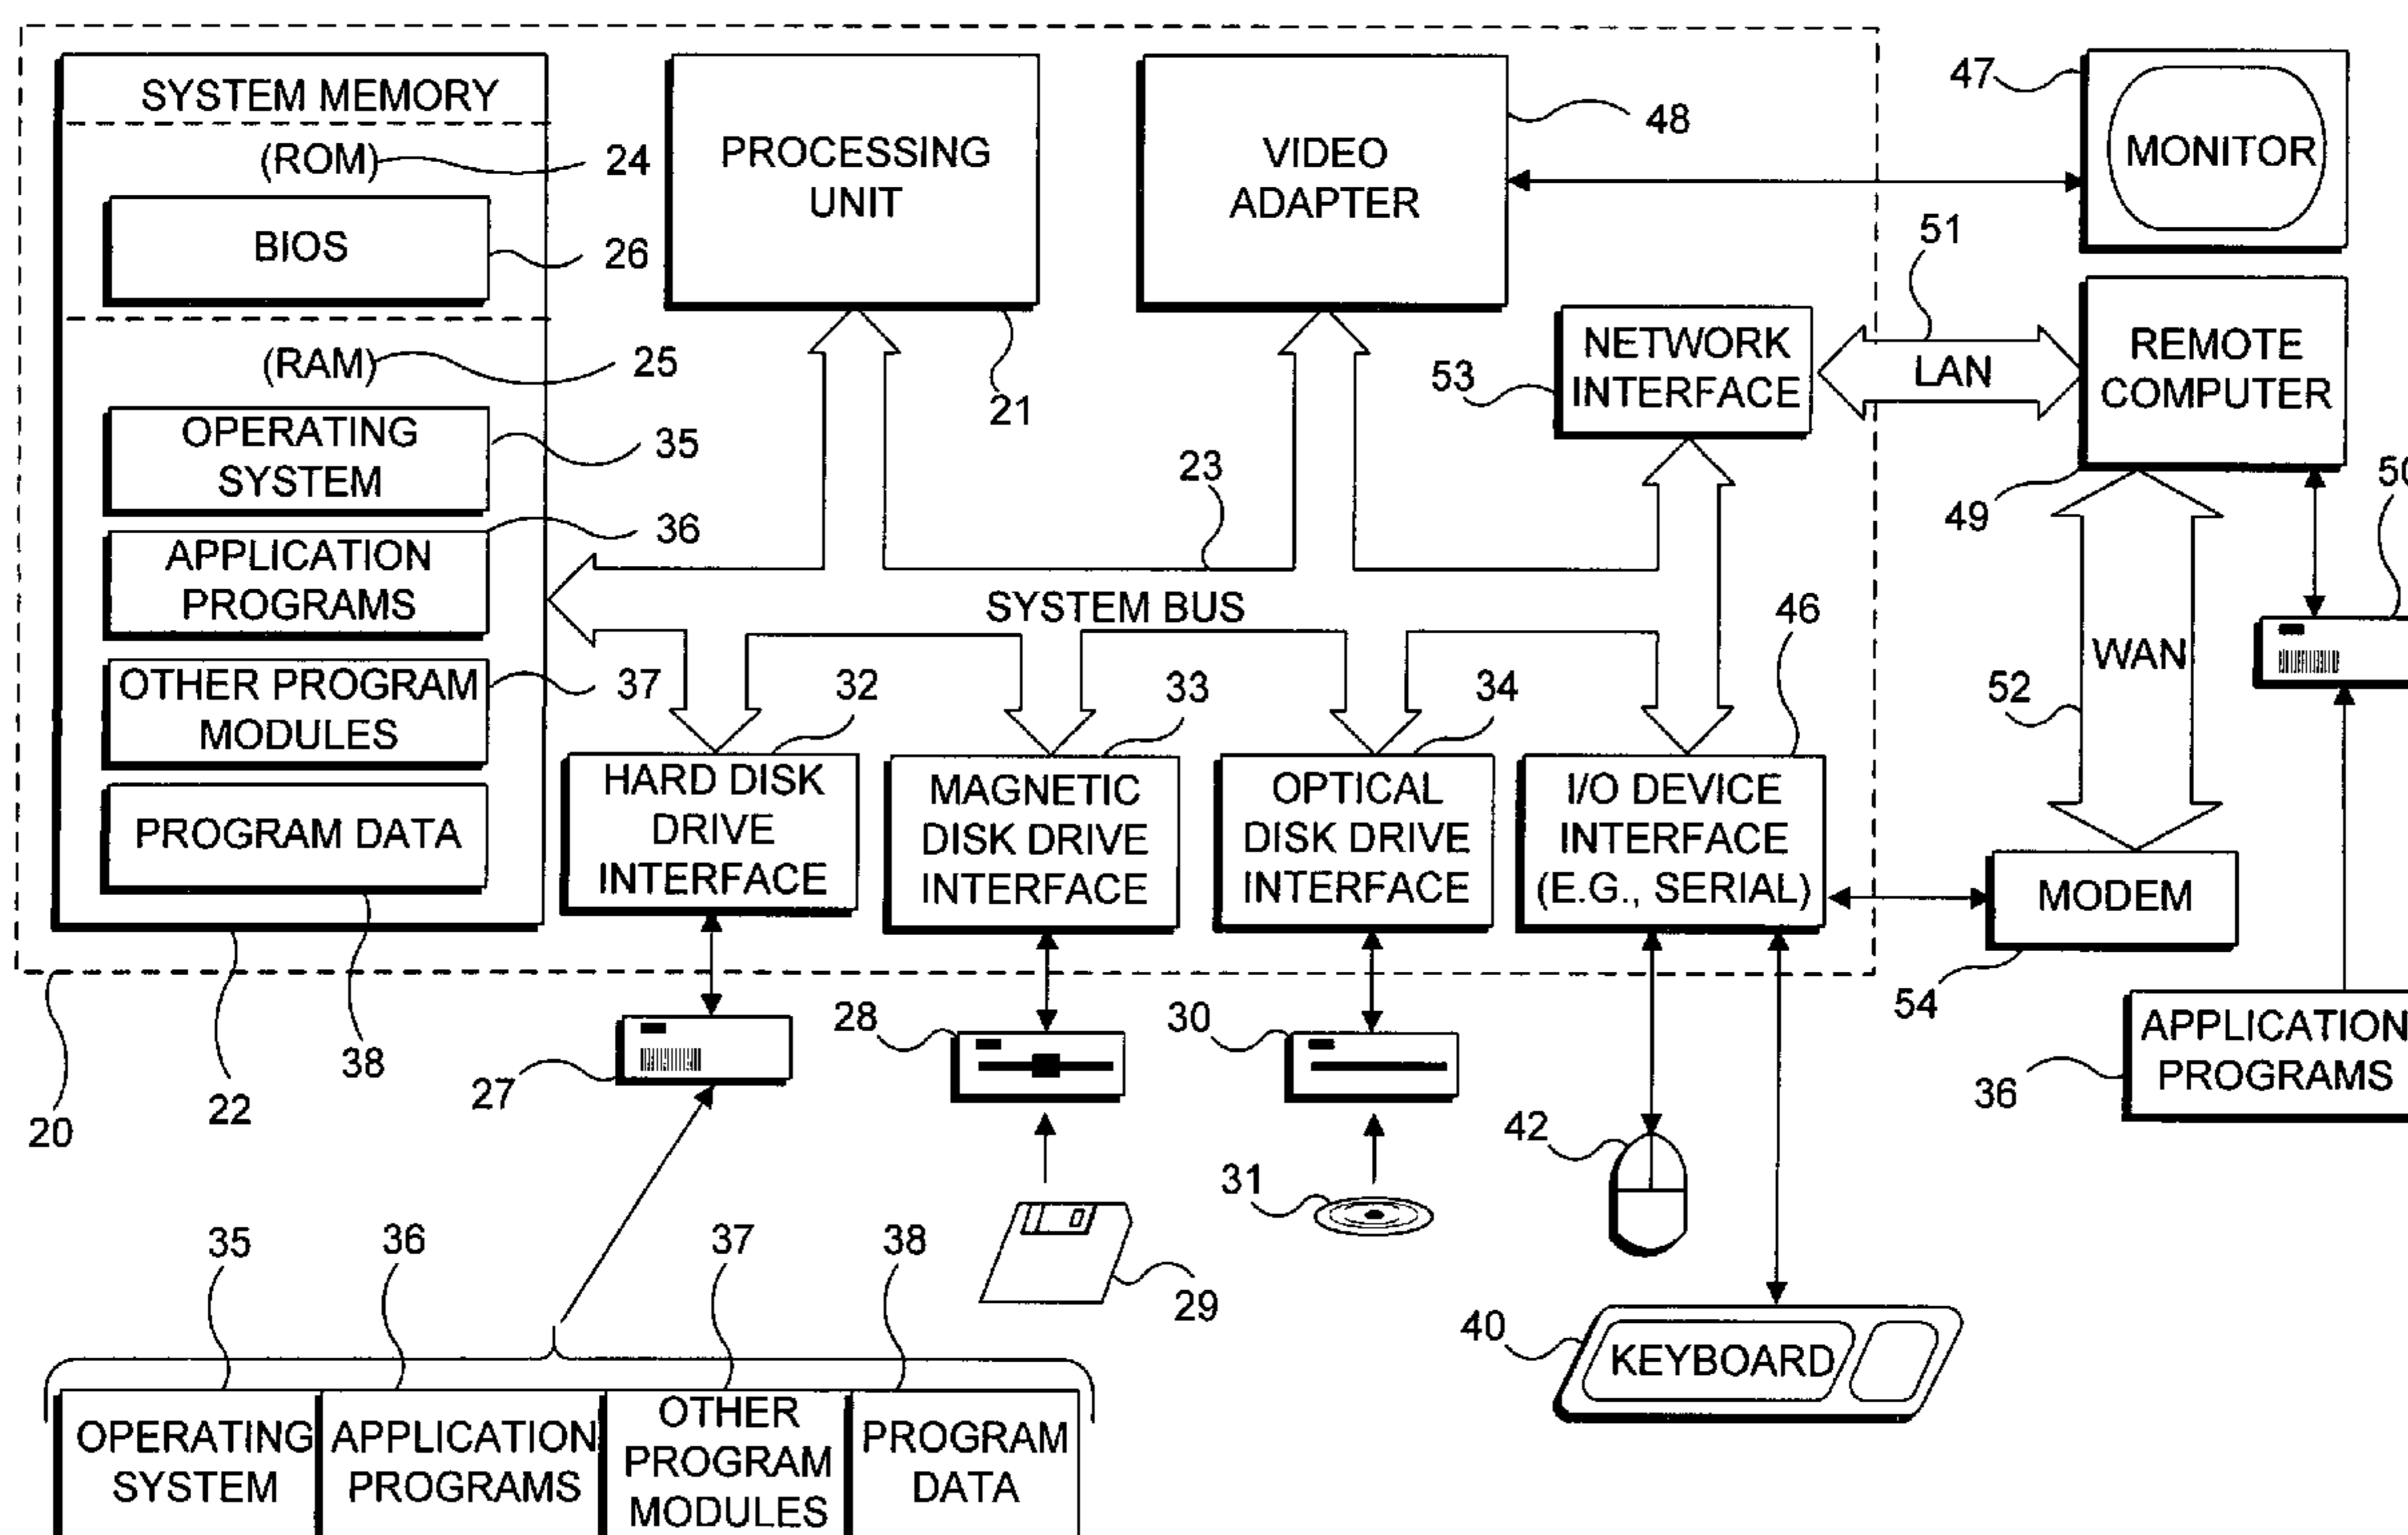 SYSTEM MEMORY
(ROM)
24
BIOS
26
(RAM)
25
OPERATING
SYSTEM
35
APPLICATION
PROGRAMS
36
OTHER PROGRAM
MODULES
37
PROGRAM DATA
38
22
20
PROCESSING
UNIT
21
VIDEO
ADAPTER
48
47
MONITOR
51
LAN
NETWORK
INTERFACE
53
REMOTE
COMPUTER
49
23
SYSTEM BUS
46
WAN
52
32
HARD DISK
DRIVE
INTERFACE
33
MAGNETIC
DISK DRIVE
INTERFACE
34
OPTICAL
DISK DRIVE
INTERFACE
I/O DEVICE
INTERFACE
(E.G., SERIAL)
MODEM
54
APPLICATION
PROGRAMS
36
27
28
30
42
31
29
40
KEYBOARD
35
36
37
38
OPERATING
SYSTEM
APPLICATION
PROGRAMS
OTHER
PROGRAM
MODULES
PROGRAM
DATA